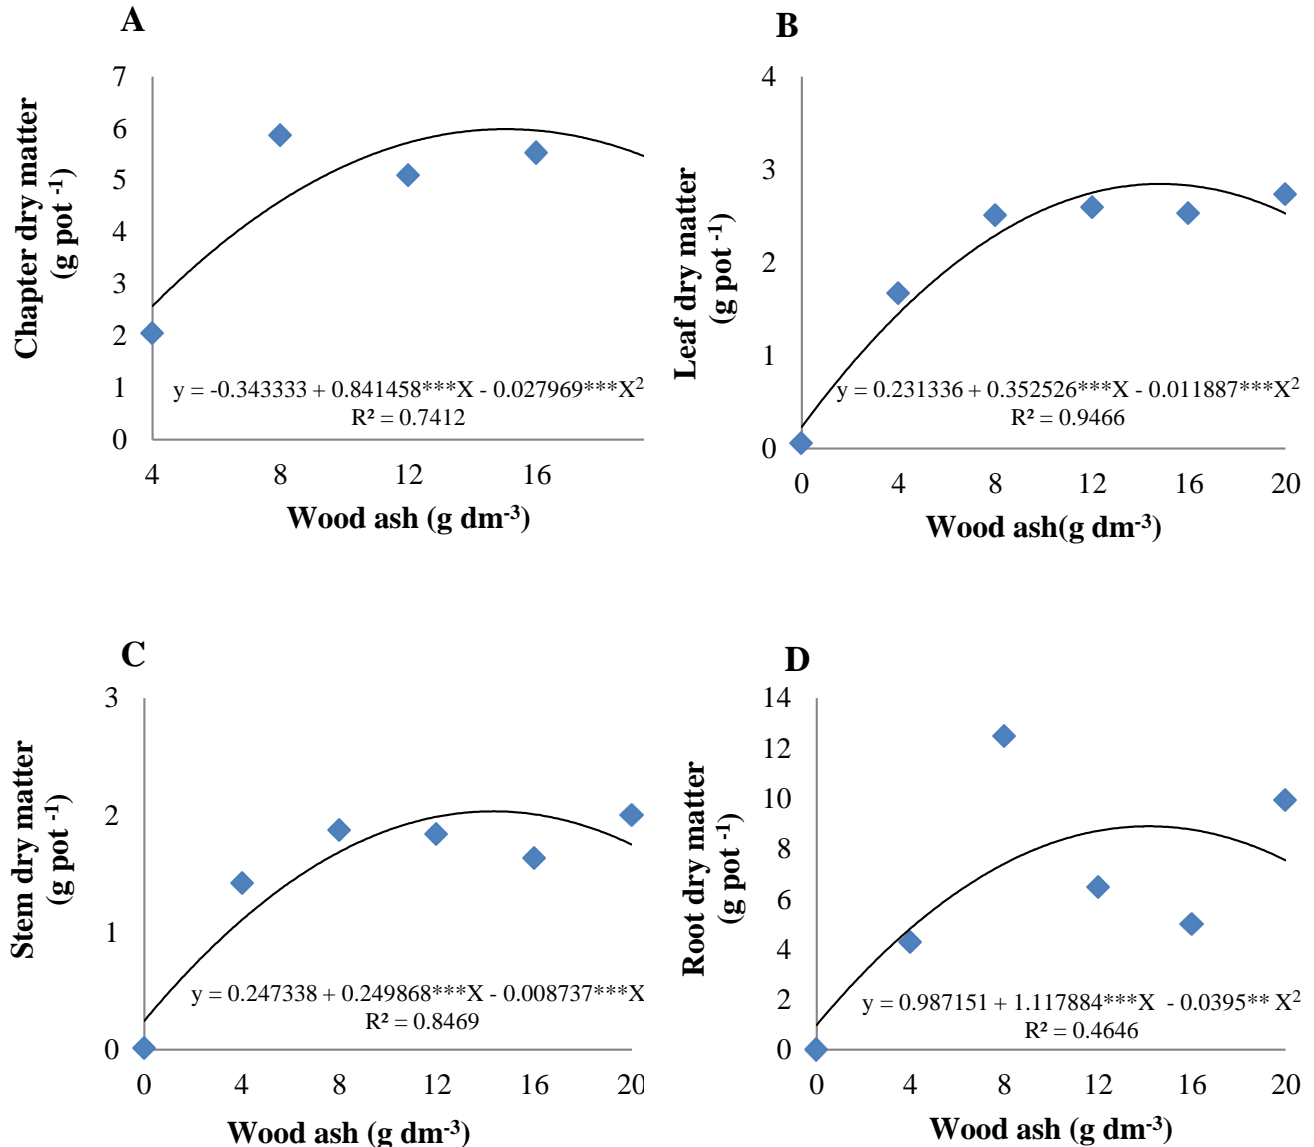 A
Chapter dry matter
(g pot -1)
7
6
5
4
3
2
1
0
y = -0.343333 + 0.841458***X - 0.027969***X2
R² = 0.7412
4 8 12 16
Wood ash (g dm-3)
B
Leaf dry matter
(g pot -1)
4
3
2
1
0
y = 0.231336 + 0.352526***X - 0.011887***X2
R² = 0.9466
0 4 8 12 16 20
Wood ash(g dm-3)
C
Stem dry matter
(g pot -1)
3
2
1
0
y = 0.247338 + 0.249868***X - 0.008737***X
R² = 0.8469
0 4 8 12 16 20
Wood ash (g dm-3)
D
Root dry matter
(g pot -1)
14
12
10
8
6
4
2
0
y = 0.987151 + 1.117884***X - 0.0395** X2
R² = 0.4646
0 4 8 12 16 20
Wood ash (g dm-3)